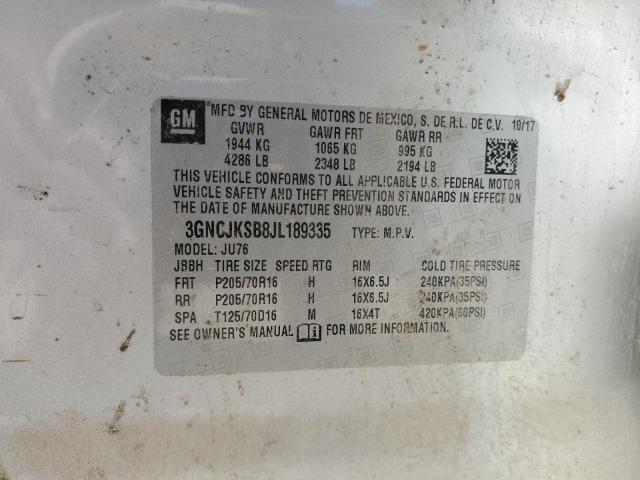 GM MFD BY GENERAL MOTORS DE MEXICO, S. DE R.L. DE C.V. 10/17
GVWR GAWR FRT GAWR RR
1944 KG 1065 KG 995 KG
4286 LB 2348 LB 2194 LB
THIS VEHICLE CONFORMS TO ALL APPLICABLE U.S. FEDERAL MOTOR
VEHICLE SAFETY AND THEFT PREVENTION STANDARDS IN EFFECT ON
THE DATE OF MANUFACTURE SHOWN ABOVE.
3GNCJKSB8JL189335 TYPE: M.P.V.
MODEL: JU76
JBBH TIRE SIZE SPEED RTG RIM COLD TIRE PRESSURE
FRT P205/70R16 H 16X6.5J 240KPA(35PSI)
RR P205/70R16 H 16X6.5J 240KPA(35PSI)
SPA T125/70D16 M 16X4T 420KPA(60PSI)
SEE OWNER'S MANUAL FOR MORE INFORMATION.